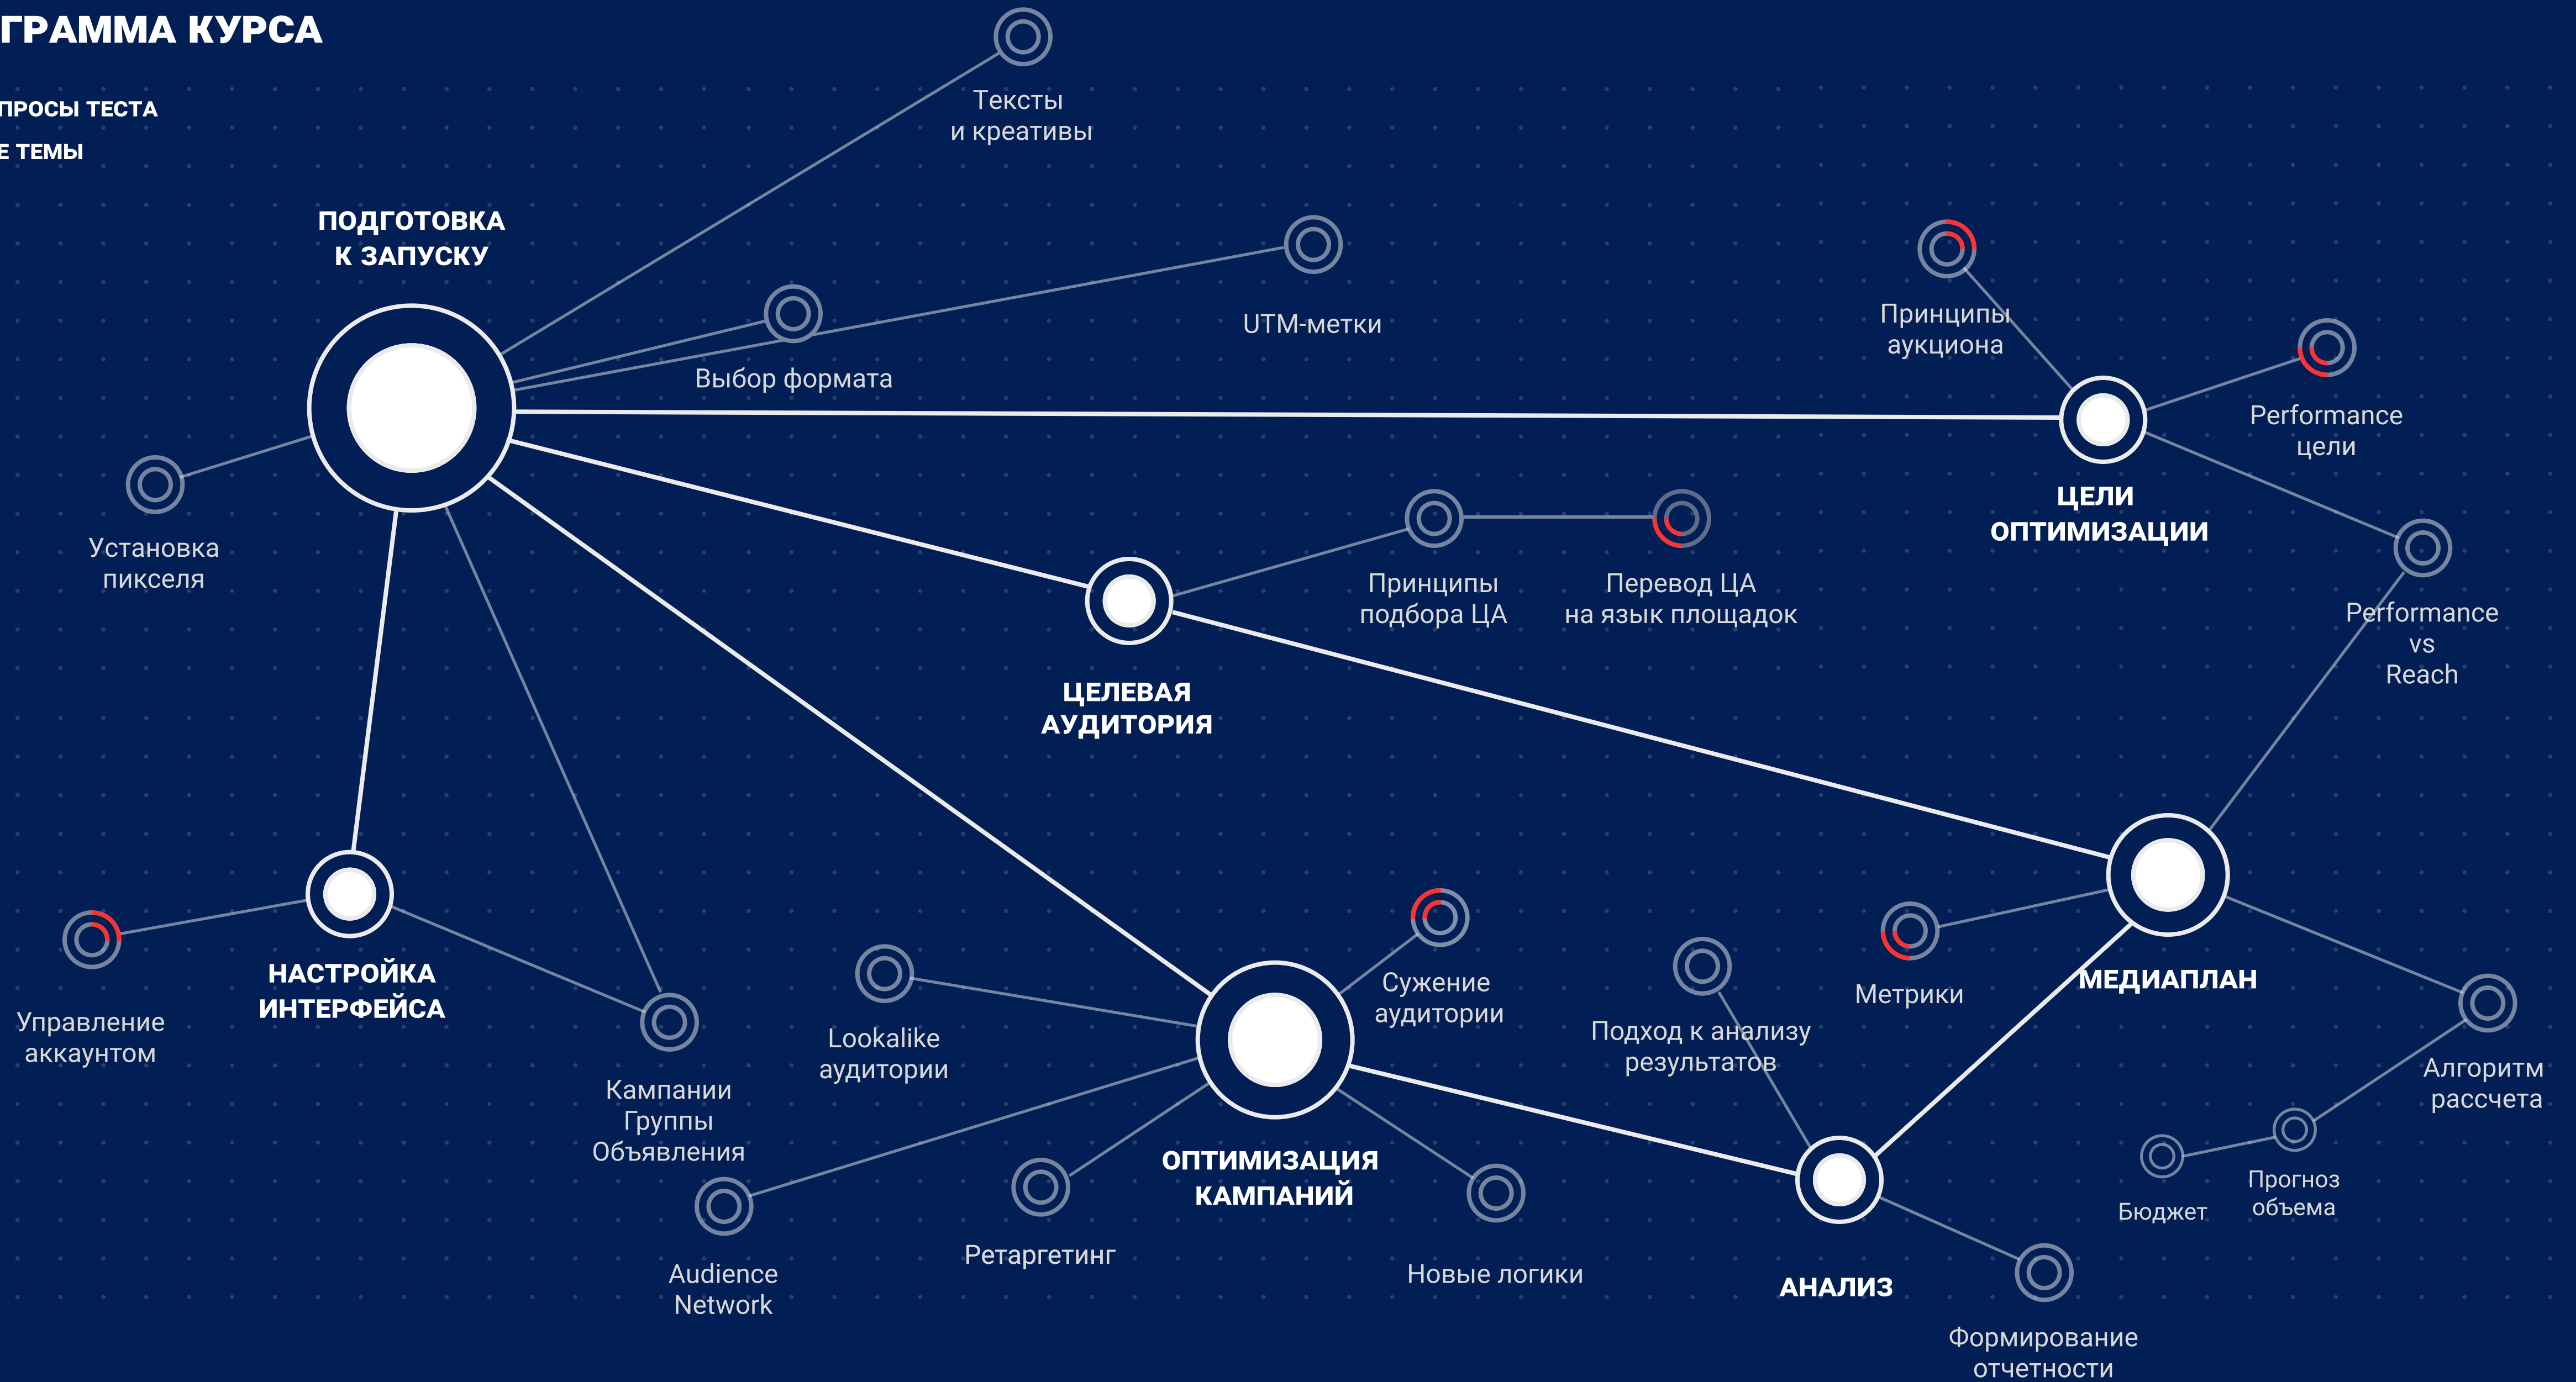 ГРАММА КУРСА
ПРОСЫ ТЕСТА
Е ТЕМЫ
Тексты
и креативы
ПОДГОТОВКА
К ЗАПУСКУ
UTM-метки
Выбор формата
Принципы
аукциона
Performance
цели
ЦЕЛИ
ОПТИМИЗАЦИИ
Установка
пикселя
Принципы
подбора ЦА
Перевод ЦА
на язык площадок
Performance
vs
Reach
ЦЕЛЕВАЯ
АУДИТОРИЯ
НАСТРОЙКА
ИНТЕРФЕЙСА
Управление
аккаунтом
Кампании
Группы
Объявления
Lookalike
аудитории
Сужение
аудитории
Подход к анализу
результатов
Метрики
МЕДИАПЛАН
Алгоритм
рассчета
Прогноз
объема
Бюджет
ОПТИМИЗАЦИЯ
КАМПАНИЙ
Audience
Network
Ретаргетинг
Новые логики
АНАЛИЗ
Формирование
отчетности